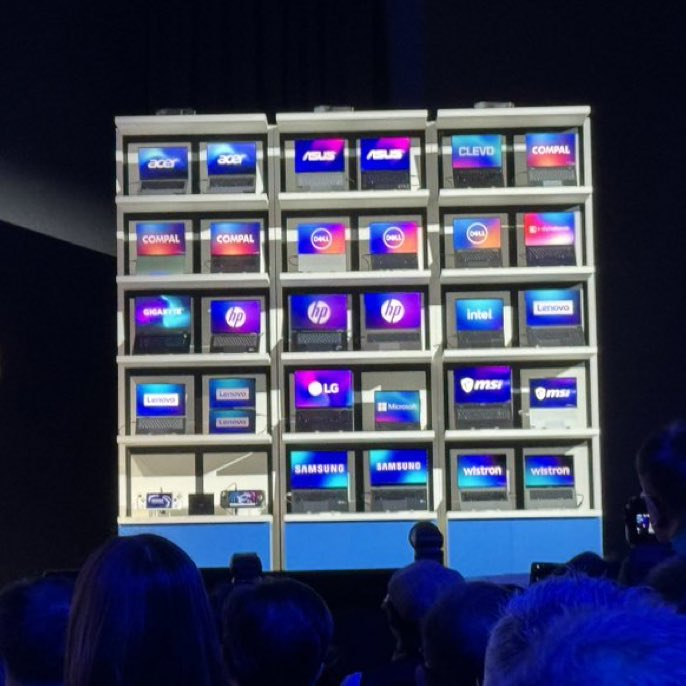 acer acer ASUS ASUS CLEVO COMPAL
COMPAL COMPAL DELL DELL DELL
GIGABYTE hp hp hp intel Lenovo
Lenovo Lenovo LG Microsoft msi msi
Lenovo
SAMSUNG SAMSUNG wistron wistron